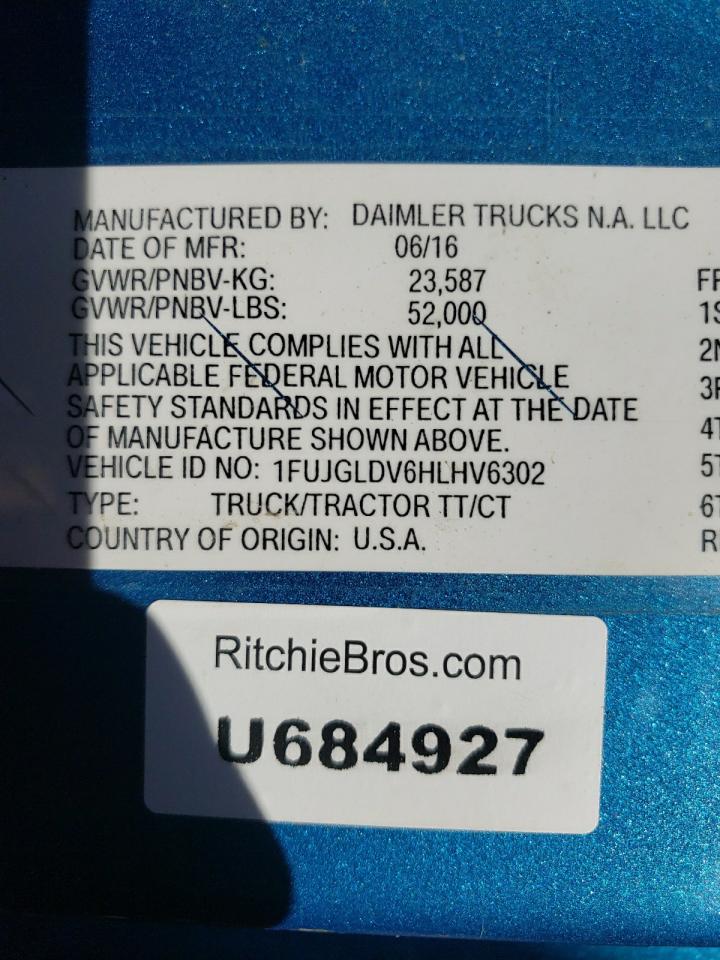 MANUFACTURED BY: DAIMLER TRUCKS N.A. LLC
DATE OF MFR: 06/16
GVWR/PNBV-KG: 23,587
GVWR/PNBV-LBS: 52,000
THIS VEHICLE COMPLIES WITH ALL
APPLICABLE FEDERAL MOTOR VEHICLE
SAFETY STANDARDS IN EFFECT AT THE DATE
OF MANUFACTURE SHOWN ABOVE.
VEHICLE ID NO: 1FUJGLDV6HLHV6302
TYPE: TRUCK/TRACTOR TT/CT
COUNTRY OF ORIGIN: U.S.A.
RitchieBros.com
U684927